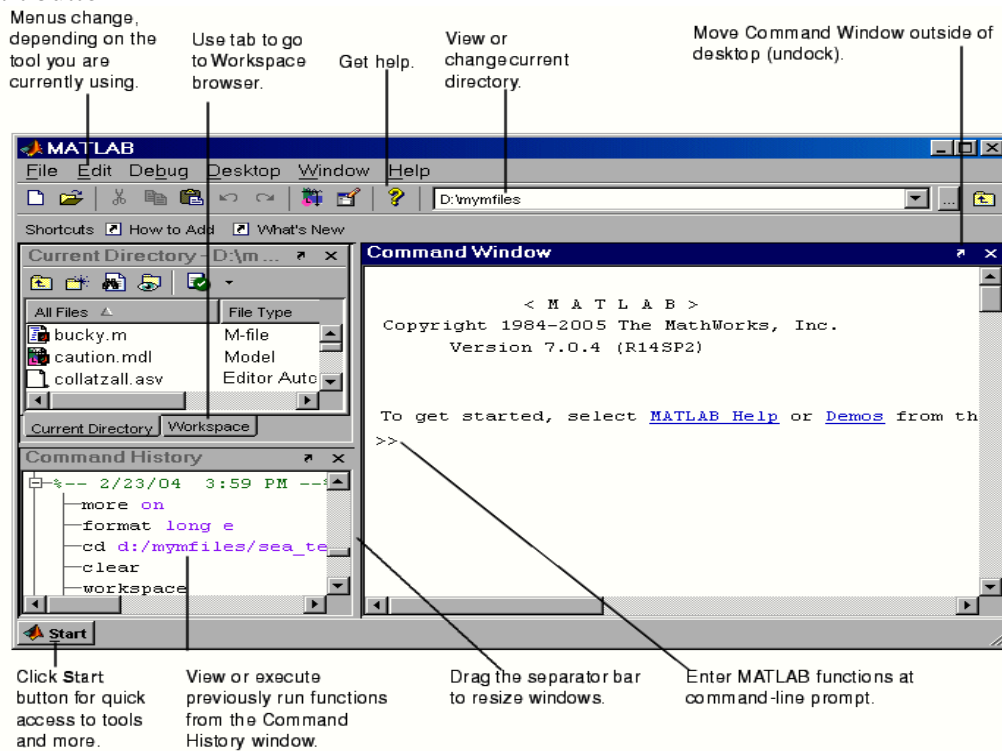 Menus change,
depending on the
tool you are
currently using.
Use tab to go
to Workspace
browser.
Get help.
View or
change current
directory.
Move Command Window outside of
desktop (undock).
MATLAB
File Edit Debug Desktop Window Help
D:\mymfiles
...
Shortcuts How to Add What's New
Current Directory - D:\m...
All Files File Type
bucky.m M-file
caution.mdl Model
collatzall.asv Editor Auto
Current Directory Workspace
Command History
%-- 2/23/04 3:59 PM --%
more on
format long e
cd d:/mymfiles/sea_te
clear
workspace
Command Window
< M A T L A B >
Copyright 1984-2005 The MathWorks, Inc.
Version 7.0.4 (R14SP2)
To get started, select MATLAB Help or Demos from th
>>
Start
Click Start
button for quick
access to tools
and more.
View or execute
previously run functions
from the Command
History window.
Drag the separator bar
to resize windows.
Enter MATLAB functions at
command-line prompt.